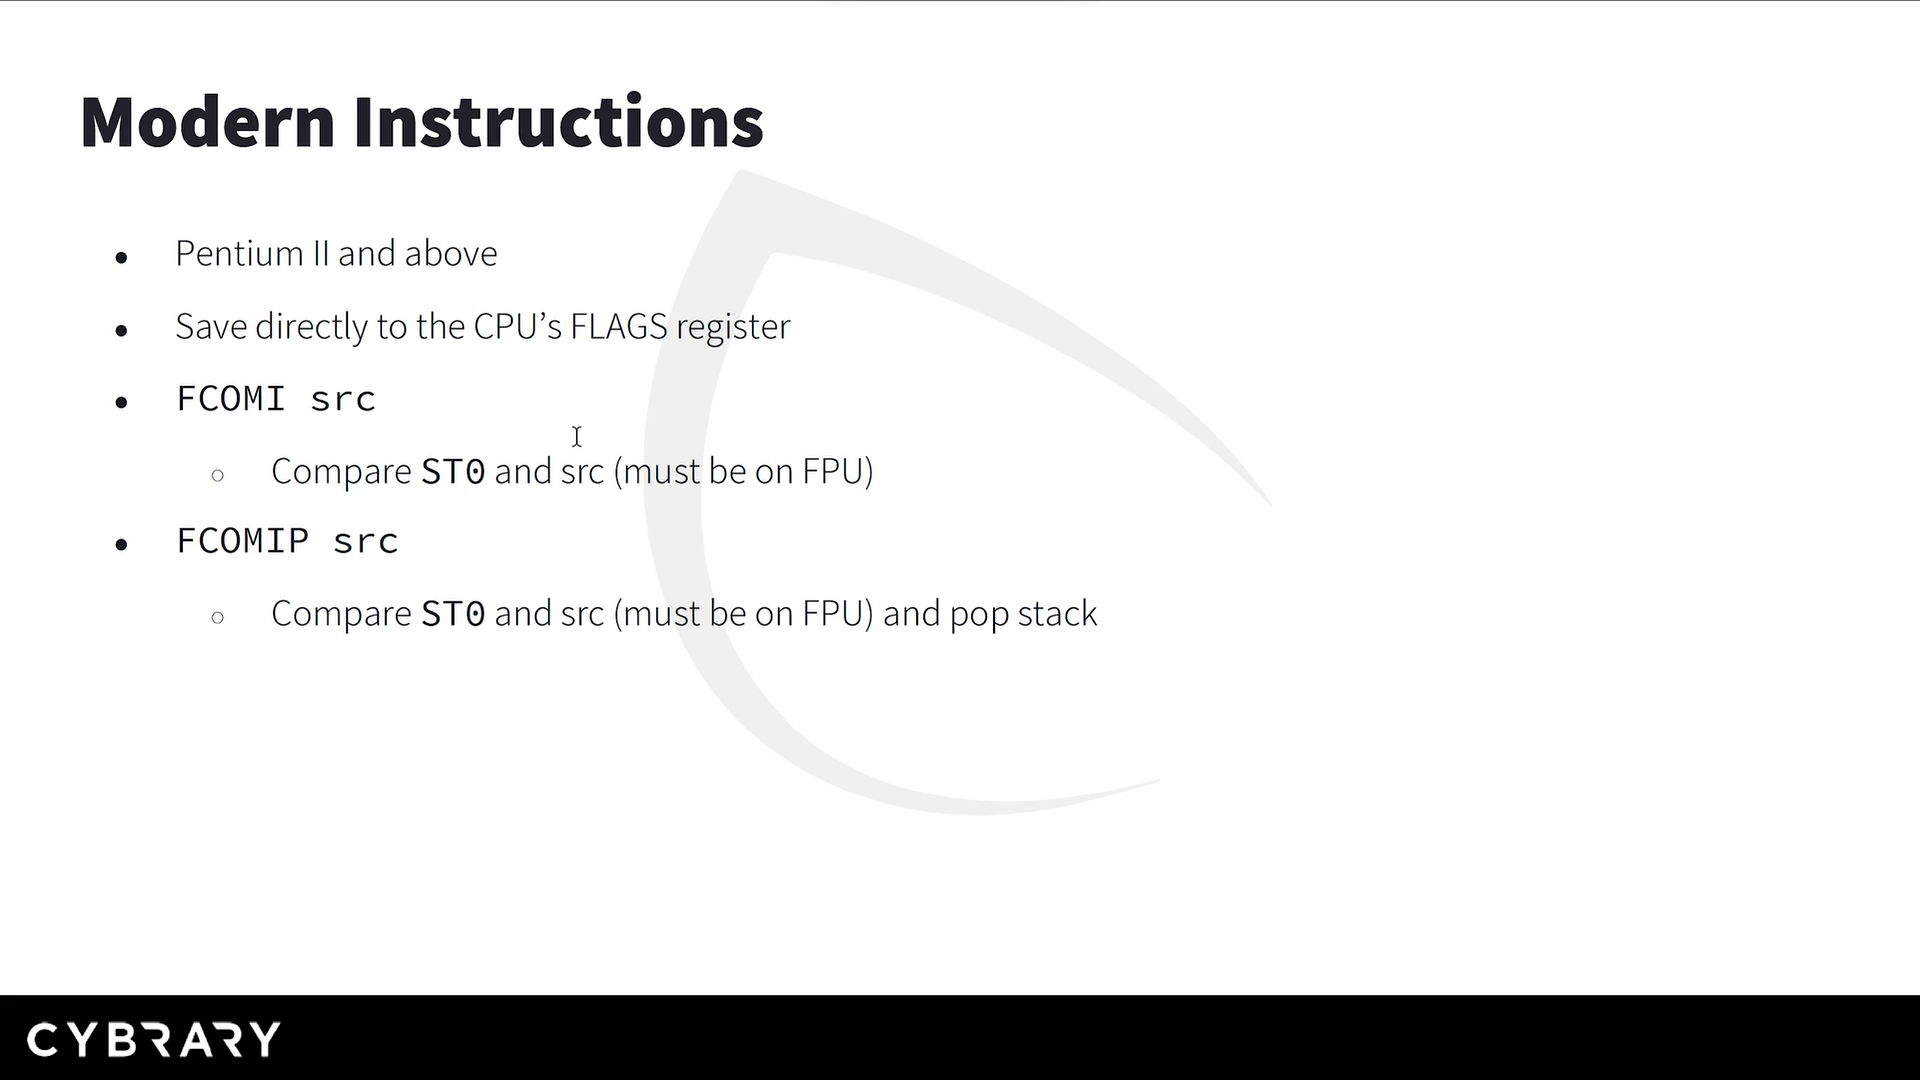 Modern Instructions
● Pentium II and above
● Save directly to the CPU’s FLAGS register
● FCOMI src
○ Compare ST0 and src (must be on FPU)
● FCOMIP src
○ Compare ST0 and src (must be on FPU) and pop stack
CYBRARY